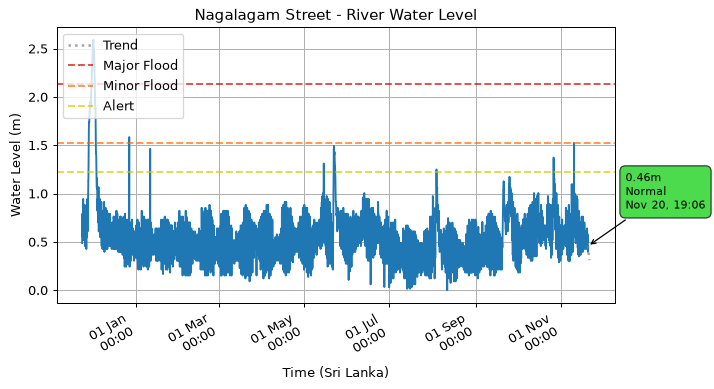 Nagalagam Street - River Water Level
Water Level (m)
2.5
2.0
1.5
1.0
0.5
0.0
Trend
Major Flood
Minor Flood
Alert
0.46m
Normal
Nov 20, 19:06
01 Jan
00:00
01 Mar
00:00
01 May
00:00
01 Jul
00:00
01 Sep
00:00
01 Nov
00:00
Time (Sri Lanka)